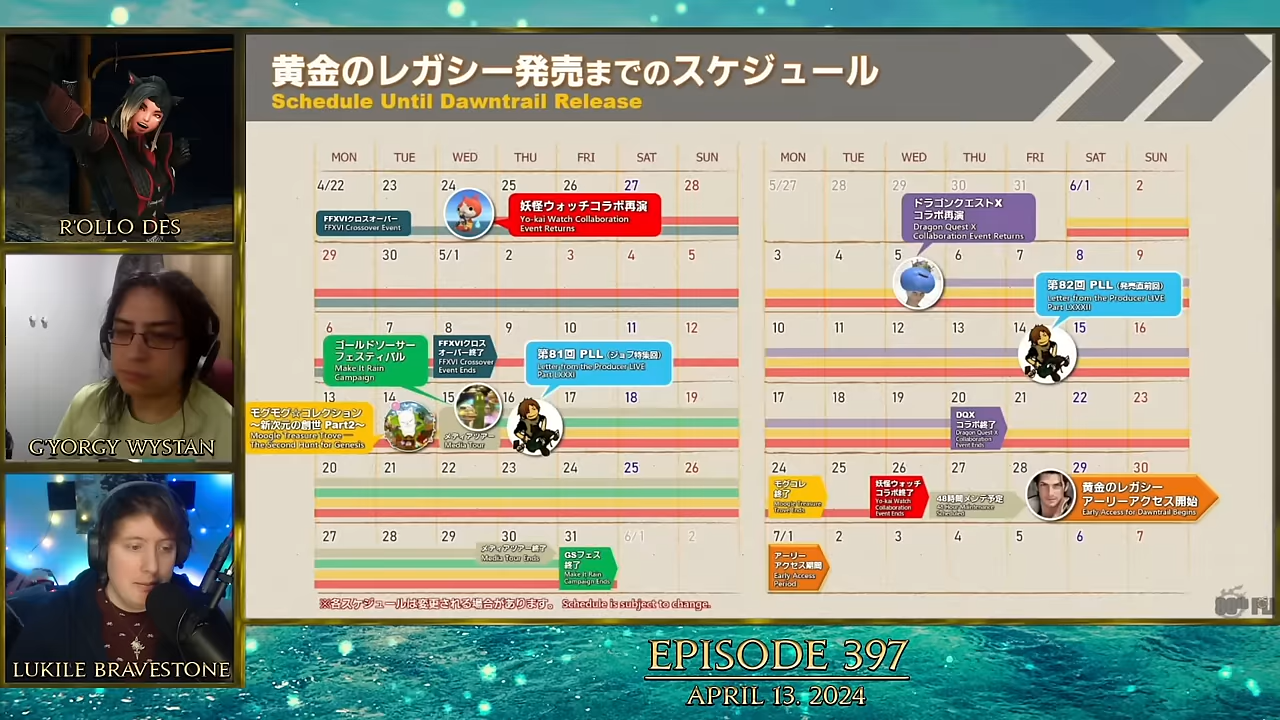 黄金のレガシー発売までのスケジュール
Schedule Until Dawntrail Release
MON TUE WED THU FRI SAT SUN
4/22 23 24 25 26 27 28
FFXVIクロスオーバー
FFXVI Crossover Event
妖怪ウォッチコラボ再演
Yo-kai Watch Collaboration
Event Returns
29 30 5/1 2 3 4 5
6 7 8 9 10 11 12
ゴールドソーサー
フェスティバル
Make It Rain
Campaign
FFXVIクロス
オーバー終了
FFXVI Crossover
Event Ends
第81回 PLL (ジョブ特集回)
Letter from the Producer LIVE
Part LXXXI
13 14 15 16 17 18 19
モグモグ☆コレクション
～新次元の創世 Part2～
Moogle Treasure Trove—
The Second Hunt for Genesis
メディアツアー
Media Tour
20 21 22 23 24 25 26
27 28 29 30 31 6/1 2
メディアツアー終了
Media Tour Ends
GSフェス
終了
Make It Rain
Campaign Ends
※各スケジュールは変更される場合があります。 Schedule is subject to change.
MON TUE WED THU FRI SAT SUN
5/27 28 29 30 31 6/1 2
ドラゴンクエストX
コラボ再演
Dragon Quest X
Collaboration Event Returns
3 4 5 6 7 8 9
第82回 PLL (発売直前回)
Letter from the Producer LIVE
Part LXXXII
10 11 12 13 14 15 16
17 18 19 20 21 22 23
DQX
コラボ終了
Dragon Quest X
Collaboration
Event Ends
24 25 26 27 28 29 30
モグコレ
終了
Moogle Treasure
Trove Ends
妖怪ウォッチ
コラボ終了
Yo-kai Watch
Collaboration
Event Ends
48時間メンテ予定
48 Hour Maintenance
Scheduled
黄金のレガシー
アーリーアクセス開始
Early Access for Dawntrail Begins
7/1 2 3 4 5 6 7
アーリー
アクセス期間
Early Access
Period
R'OLLO DES
G'YORGY WYSTAN
LUKILE BRAVESTONE
EPISODE 397
APRIL 13. 2024